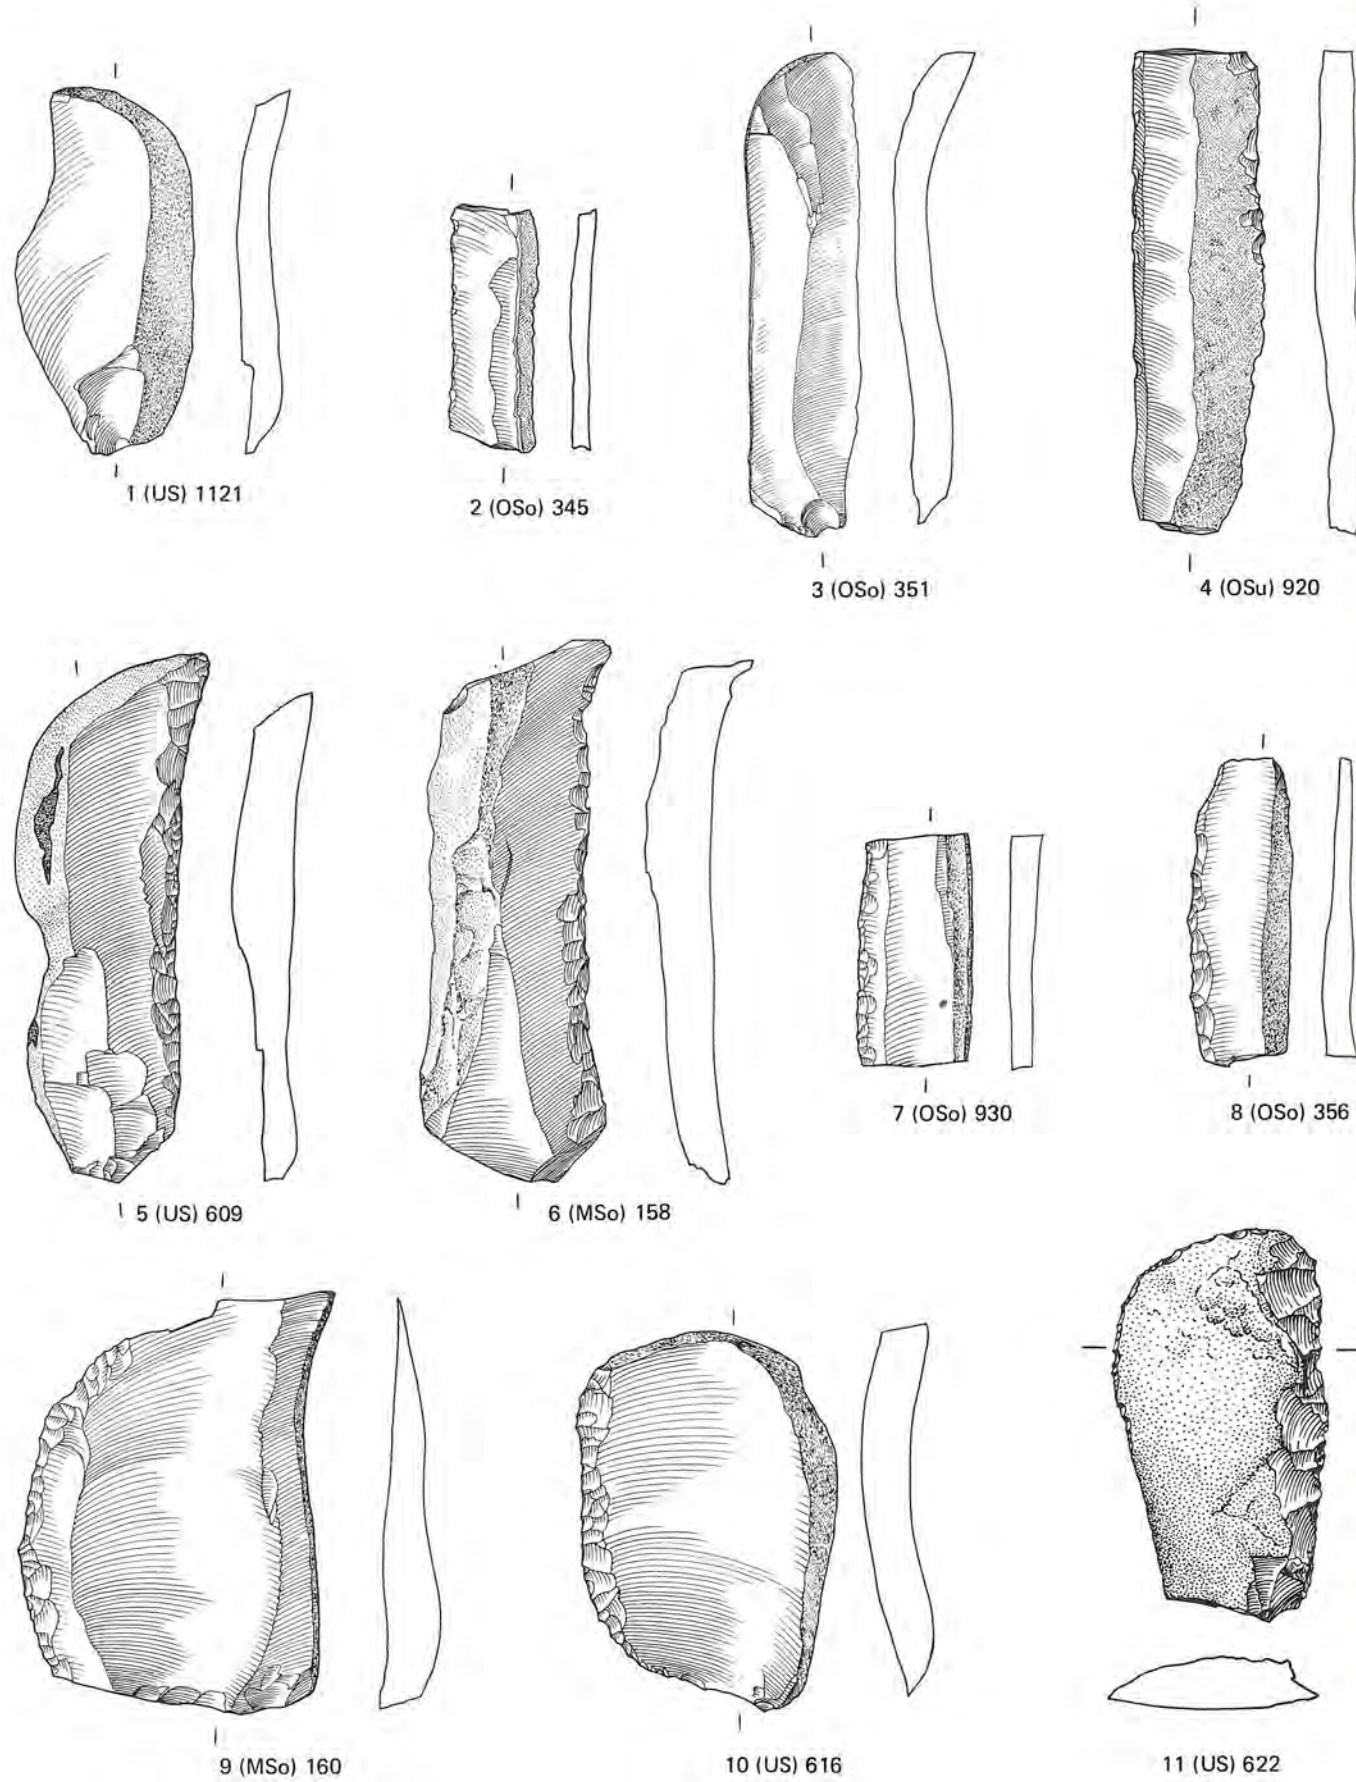 1 (US) 1121
2 (OSo) 345
3 (OSo) 351
4 (OSu) 920
5 (US) 609
6 (MSo) 158
7 (OSo) 930
8 (OSo) 356
9 (MSo) 160
10 (US) 616
11 (US) 622